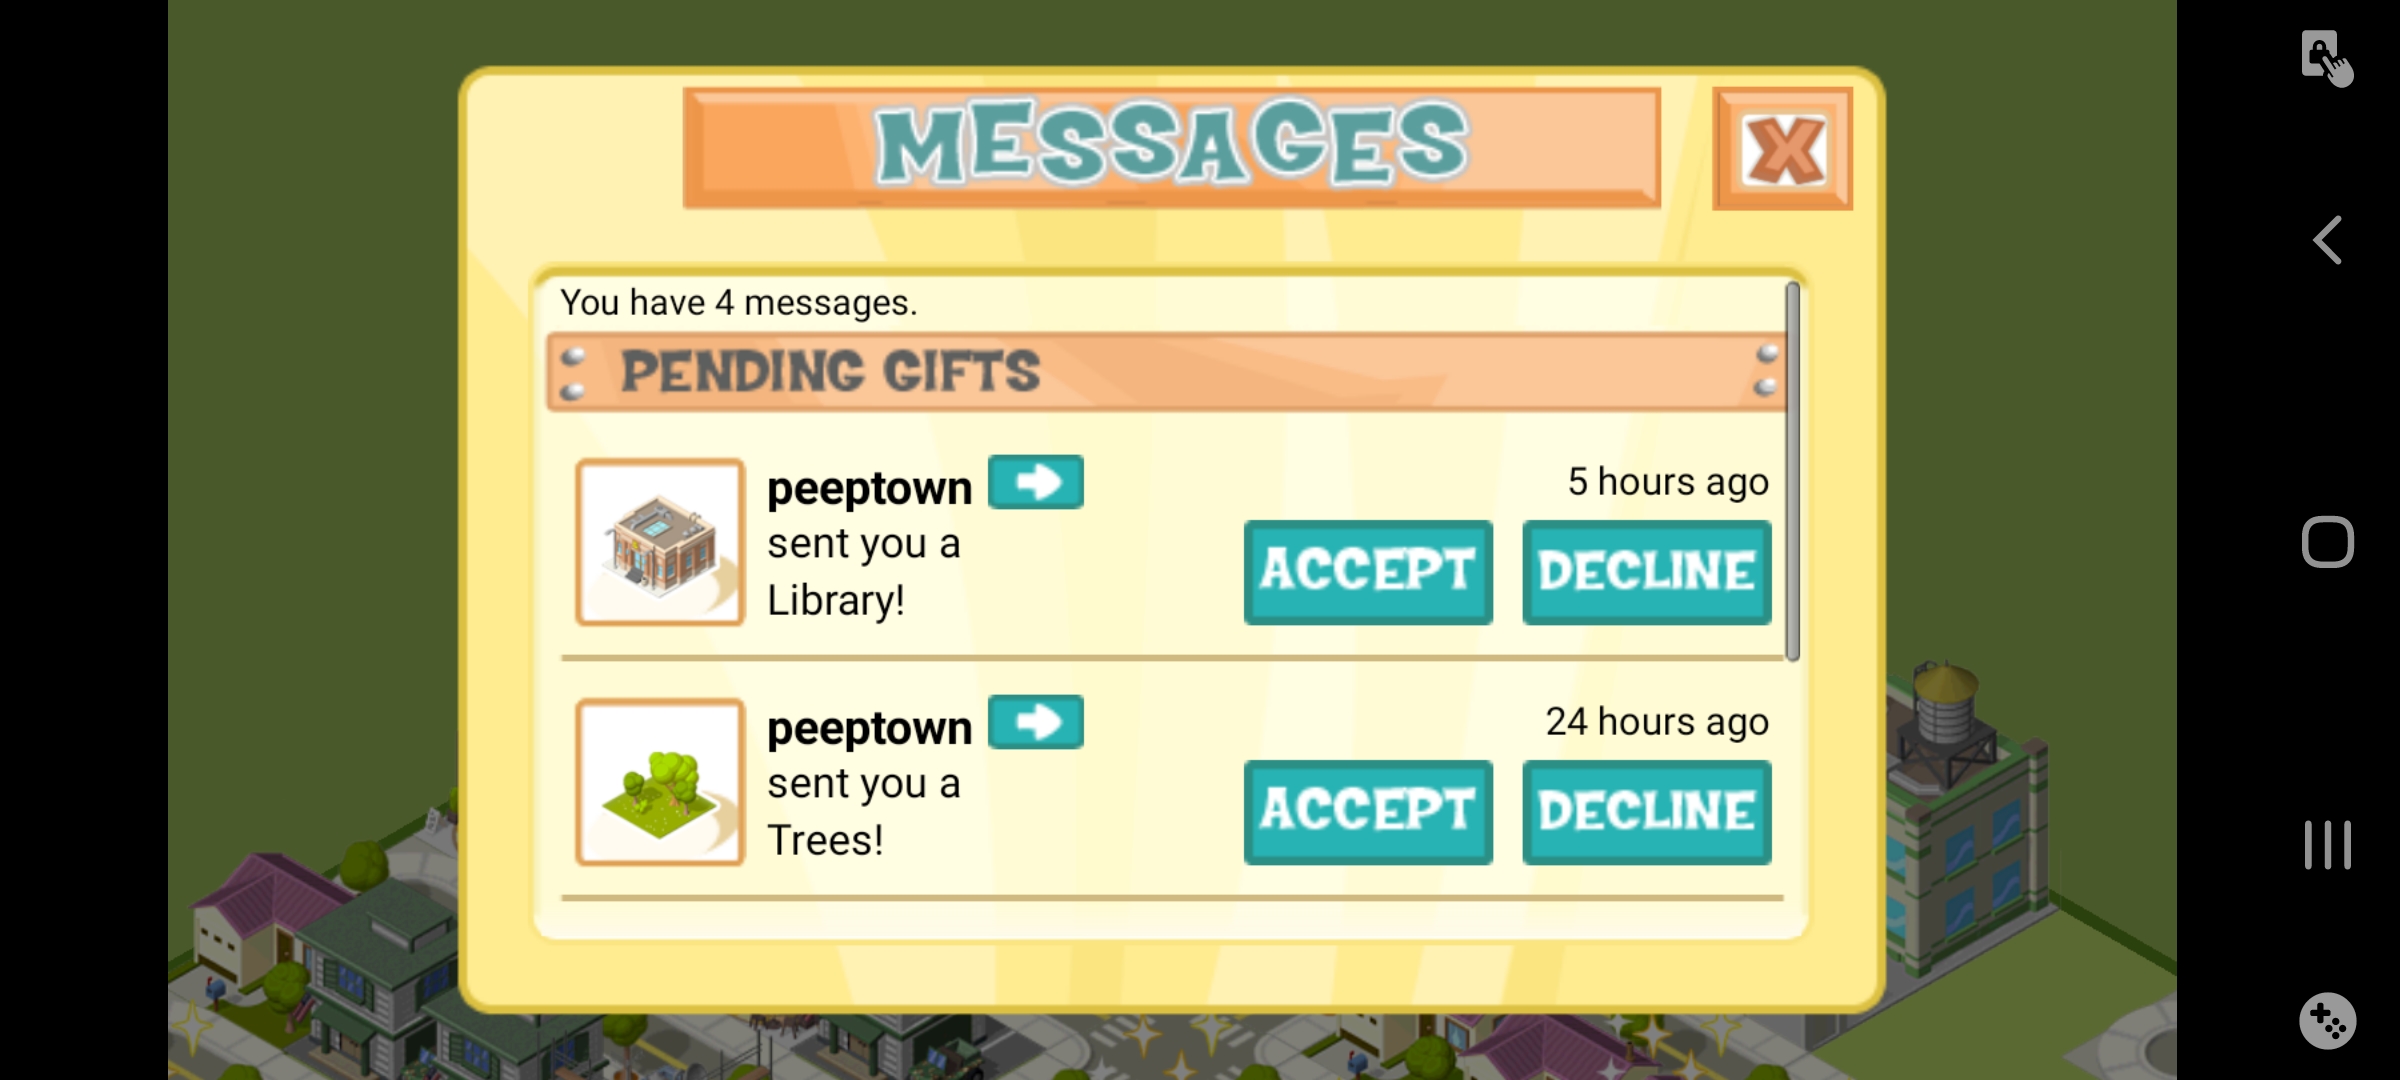 MESSAGES
X
You have 4 messages.
PENDING GIFTS
peeptown
sent you a
Library!
5 hours ago
ACCEPT
DECLINE
peeptown
sent you a
Trees!
24 hours ago
ACCEPT
DECLINE